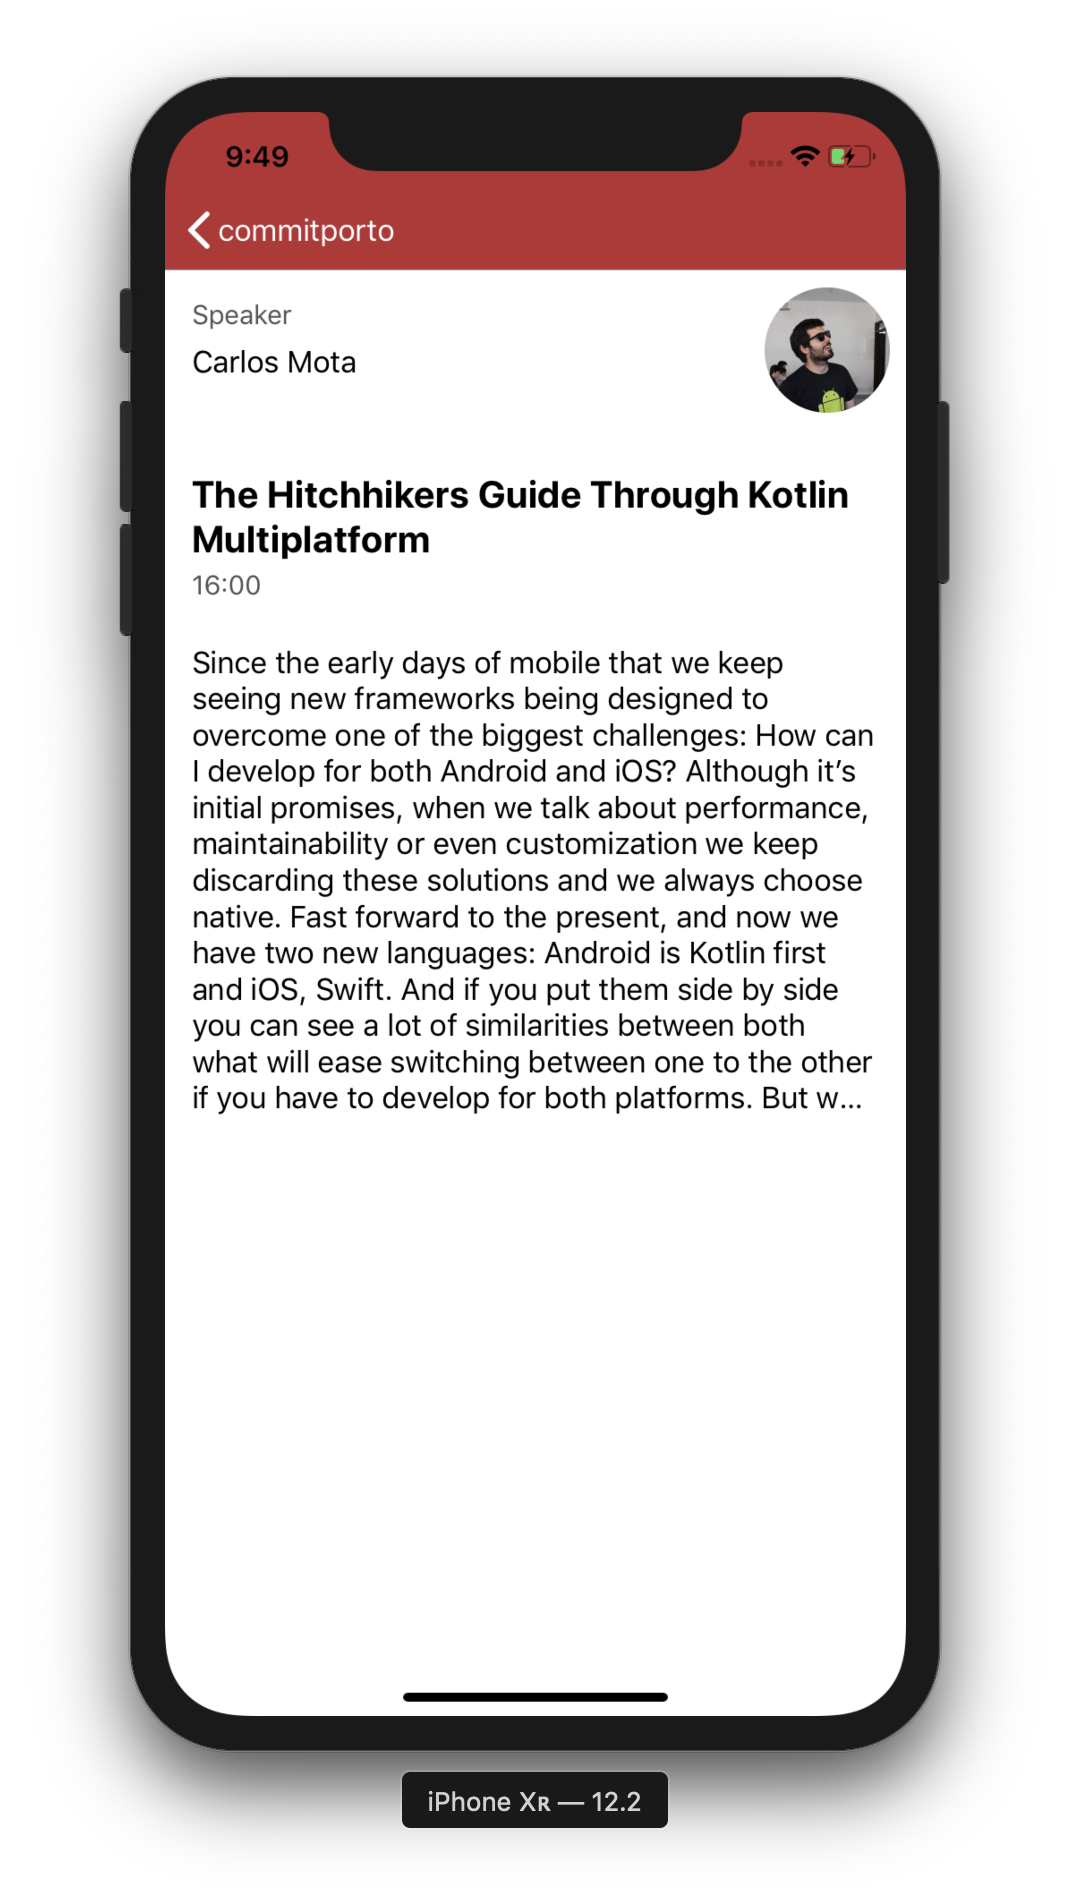 9:49
commitporto
Speaker
Carlos Mota
The Hitchhikers Guide Through Kotlin
Multiplatform
16:00
Since the early days of mobile that we keep
seeing new frameworks being designed to
overcome one of the biggest challenges: How can
I develop for both Android and iOS? Although it’s
initial promises, when we talk about performance,
maintainability or even customization we keep
discarding these solutions and we always choose
native. Fast forward to the present, and now we
have two new languages: Android is Kotlin first
and iOS, Swift. And if you put them side by side
you can see a lot of similarities between both
what will ease switching between one to the other
if you have to develop for both platforms. But w...
iPhone Xʀ — 12.2